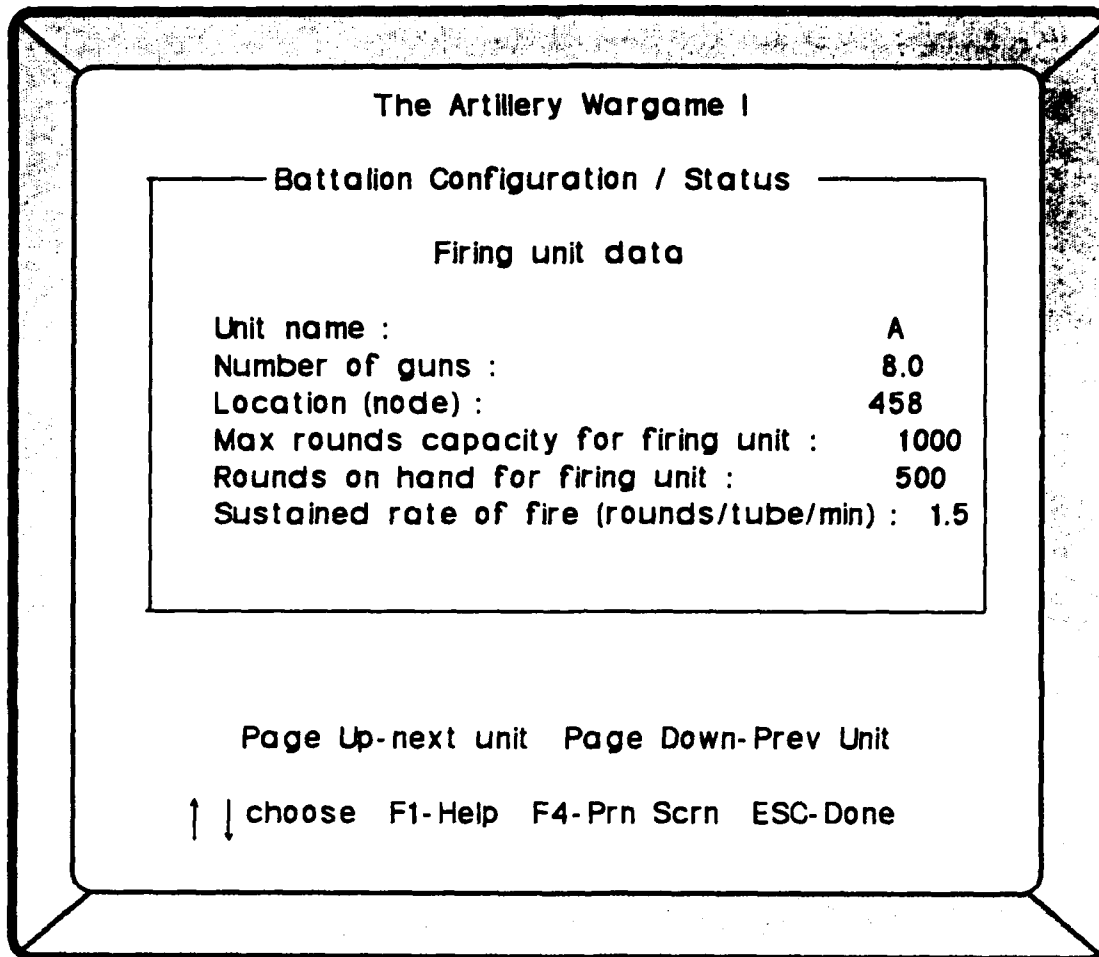 The Artillery Wargame I
Battalion Configuration / Status
Firing unit data
Unit name : A
Number of guns : 8.0
Location (node) : 458
Max rounds capacity for firing unit : 1000
Rounds on hand for firing unit : 500
Sustained rate of fire (rounds/tube/min) : 1.5
Page Up-next unit Page Down-Prev Unit
↑ ↓ choose F1-Help F4-Prn Scrn ESC-Done